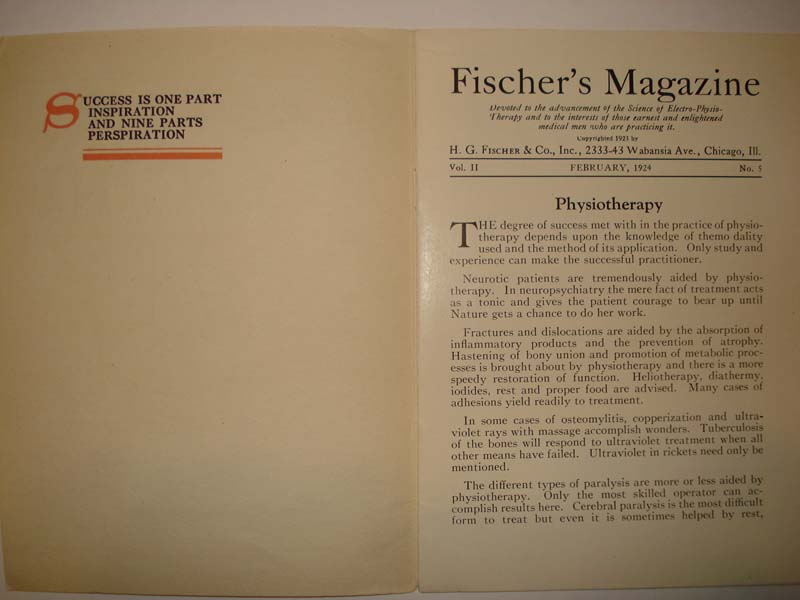 SUCCESS IS ONE PART
INSPIRATION
AND NINE PARTS
PERSPIRATION
Fischer's Magazine
Devoted to the advancement of the Science of Electro-Physio-
Therapy and to the interests of those earnest and enlightened
medical men who are practicing it.
Copyrighted 1923 by
H. G. FISCHER & CO., Inc., 2333-43 Wabansia Ave., Chicago, Ill.
Vol. II FEBRUARY, 1924 No. 5
Physiotherapy
THE degree of success met with in the practice of physio-
therapy depends upon the knowledge of themo dality
used and the method of its application. Only study and
experience can make the successful practitioner.
Neurotic patients are tremendously aided by physio-
therapy. In neuropsychiatry the mere fact of treatment acts
as a tonic and gives the patient courage to bear up until
Nature gets a chance to do her work.
Fractures and dislocations are aided by the absorption of
inflammatory products and the prevention of atrophy.
Hastening of bony union and promotion of metabolic proc-
esses is brought about by physiotherapy and there is a more
speedy restoration of function. Heliotherapy, diathermy,
iodides, rest and proper food are advised. Many cases of
adhesions yield readily to treatment.
In some cases of osteomylitis, copperization and ultra-
violet rays with massage accomplish wonders. Tuberculosis
of the bones will respond to ultraviolet treatment when all
other means have failed. Ultraviolet in rickets need only be
mentioned.
The different types of paralysis are more or less aided by
physiotherapy. Only the most skilled operator can ac-
complish results here. Cerebral paralysis is the most difficult
form to treat but even it is sometimes helped by rest,